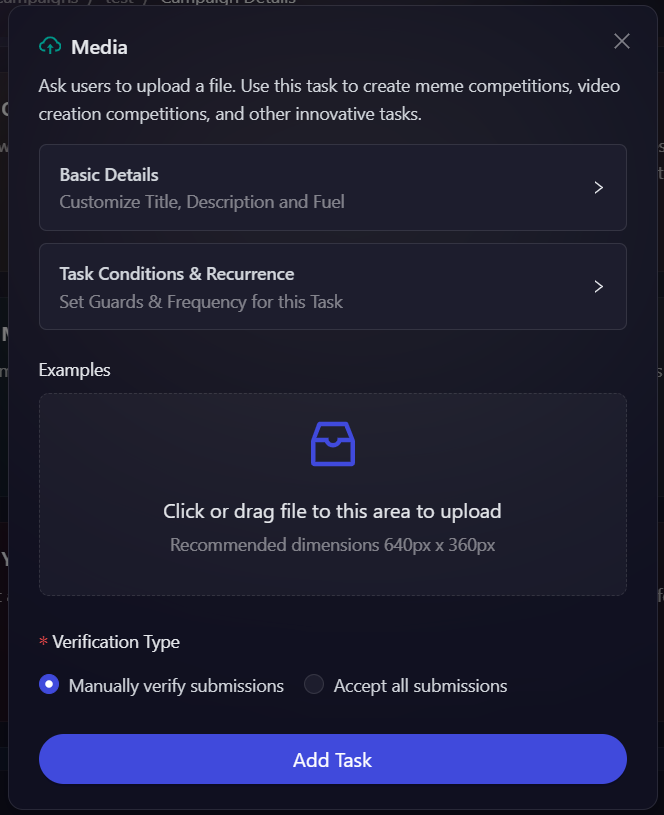 campaigns / test / Campaign Details
Media
Ask users to upload a file. Use this task to create meme competitions, video
creation competitions, and other innovative tasks.
Basic Details
Customize Title, Description and Fuel
Task Conditions & Recurrence
Set Guards & Frequency for this Task
Examples
Click or drag file to this area to upload
Recommended dimensions 640px x 360px
* Verification Type
Manually verify submissions
Accept all submissions
Add Task